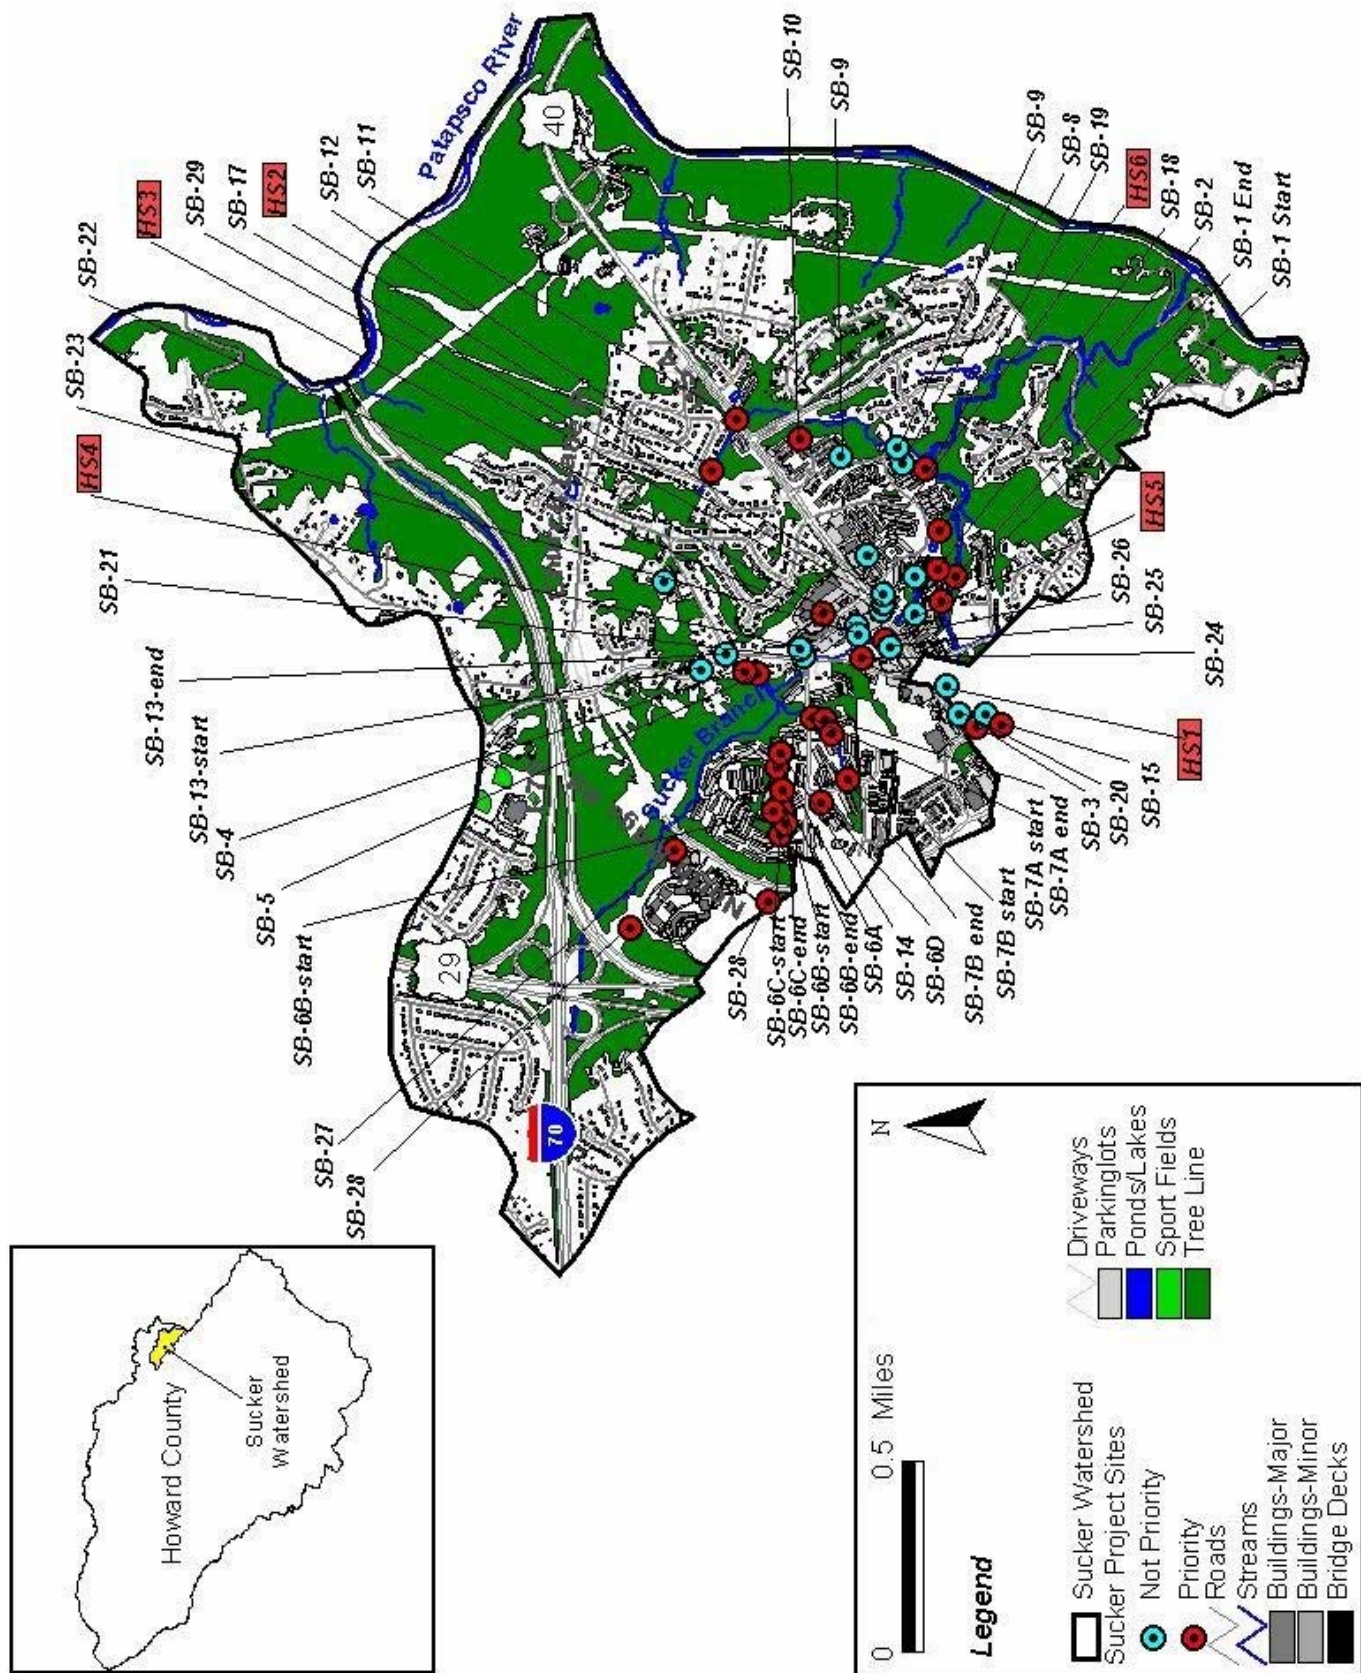 Patapsco River
SB-22
HS3
SB-29
SB-17
HS2
SB-12
SB-11
40
SB-10
SB-9
SB-23
HS4
SB-21
SB-13-end
SB-13-start
SB-4
SB-5
SB-6B-start
SB-27
SB-28
29
70
Sucker Branch
SB-9
SB-8
SB-19
HS6
SB-18
SB-2
SB-1 End
SB-1 Start
HS5
SB-26
SB-25
SB-24
HS1
SB-15
SB-20
SB-3
SB-7A end
SB-7A start
SB-7B start
SB-7B end
SB-6D
SB-14
SB-6A
SB-6B-end
SB-6B-start
SB-6C-end
SB-6C-start
SB-28
Howard County
Sucker
Watershed
0
0.5 Miles
N
Legend
Sucker Watershed
Sucker Project Sites
Not Priority
Priority
Roads
Streams
Buildings-Major
Buildings-Minor
Bridge Decks
Driveways
Parkinglots
Ponds/Lakes
Sport Fields
Tree Line